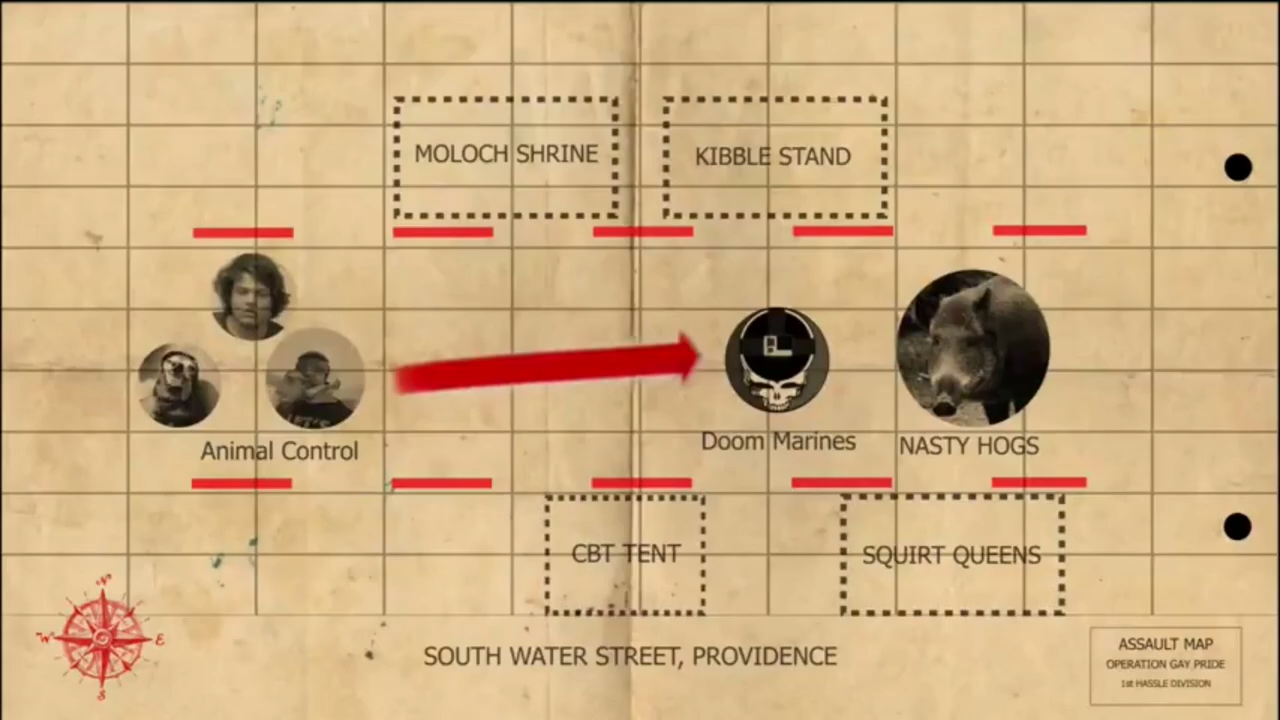 MOLOCH SHRINE
KIBBLE STAND
Animal Control
Doom Marines
NASTY HOGS
CBT TENT
SQUIRT QUEENS
N
W
E
S
SOUTH WATER STREET, PROVIDENCE
ASSAULT MAP
OPERATION GAY PRIDE
1st HASSLE DIVISION